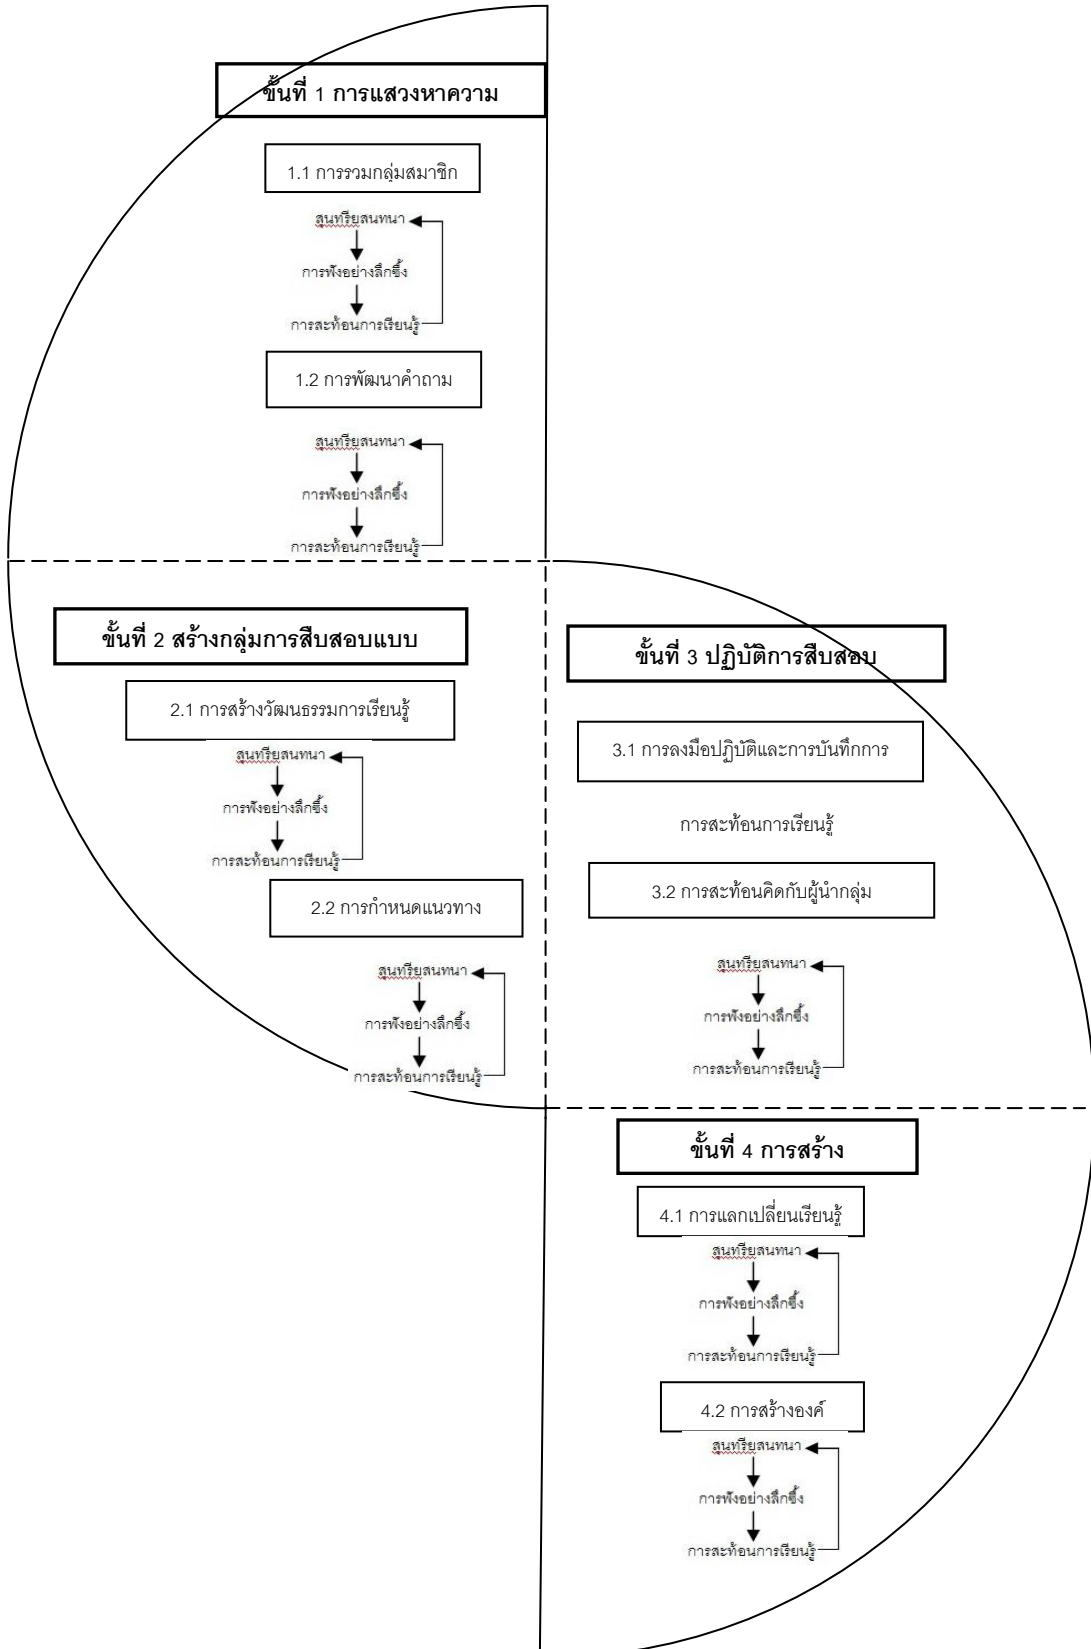 ขั้นที่ 1 การแสวงหาความ
1.1 การรวมกลุ่มสมาชิก
สุนทรียสนทนา
การฟังอย่างลึกซึ้ง
การสะท้อนการเรียนรู้
1.2 การพัฒนาคำถาม
สุนทรียสนทนา
การฟังอย่างลึกซึ้ง
การสะท้อนการเรียนรู้
ขั้นที่ 2 สร้างกลุ่มการสืบสอบแบบ
2.1 การสร้างวัฒนธรรมการเรียนรู้
สุนทรียสนทนา
การฟังอย่างลึกซึ้ง
การสะท้อนการเรียนรู้
2.2 การกำหนดแนวทาง
สุนทรียสนทนา
การฟังอย่างลึกซึ้ง
การสะท้อนการเรียนรู้
ขั้นที่ 3 ปฏิบัติการสืบสอบ
3.1 การลงมือปฏิบัติและการบันทึกการ
การสะท้อนการเรียนรู้
3.2 การสะท้อนคิดกับผู้นำกลุ่ม
สุนทรียสนทนา
การฟังอย่างลึกซึ้ง
การสะท้อนการเรียนรู้
ขั้นที่ 4 การสร้าง
4.1 การแลกเปลี่ยนเรียนรู้
สุนทรียสนทนา
การฟังอย่างลึกซึ้ง
การสะท้อนการเรียนรู้
4.2 การสร้างองค์
สุนทรียสนทนา
การฟังอย่างลึกซึ้ง
การสะท้อนการเรียนรู้